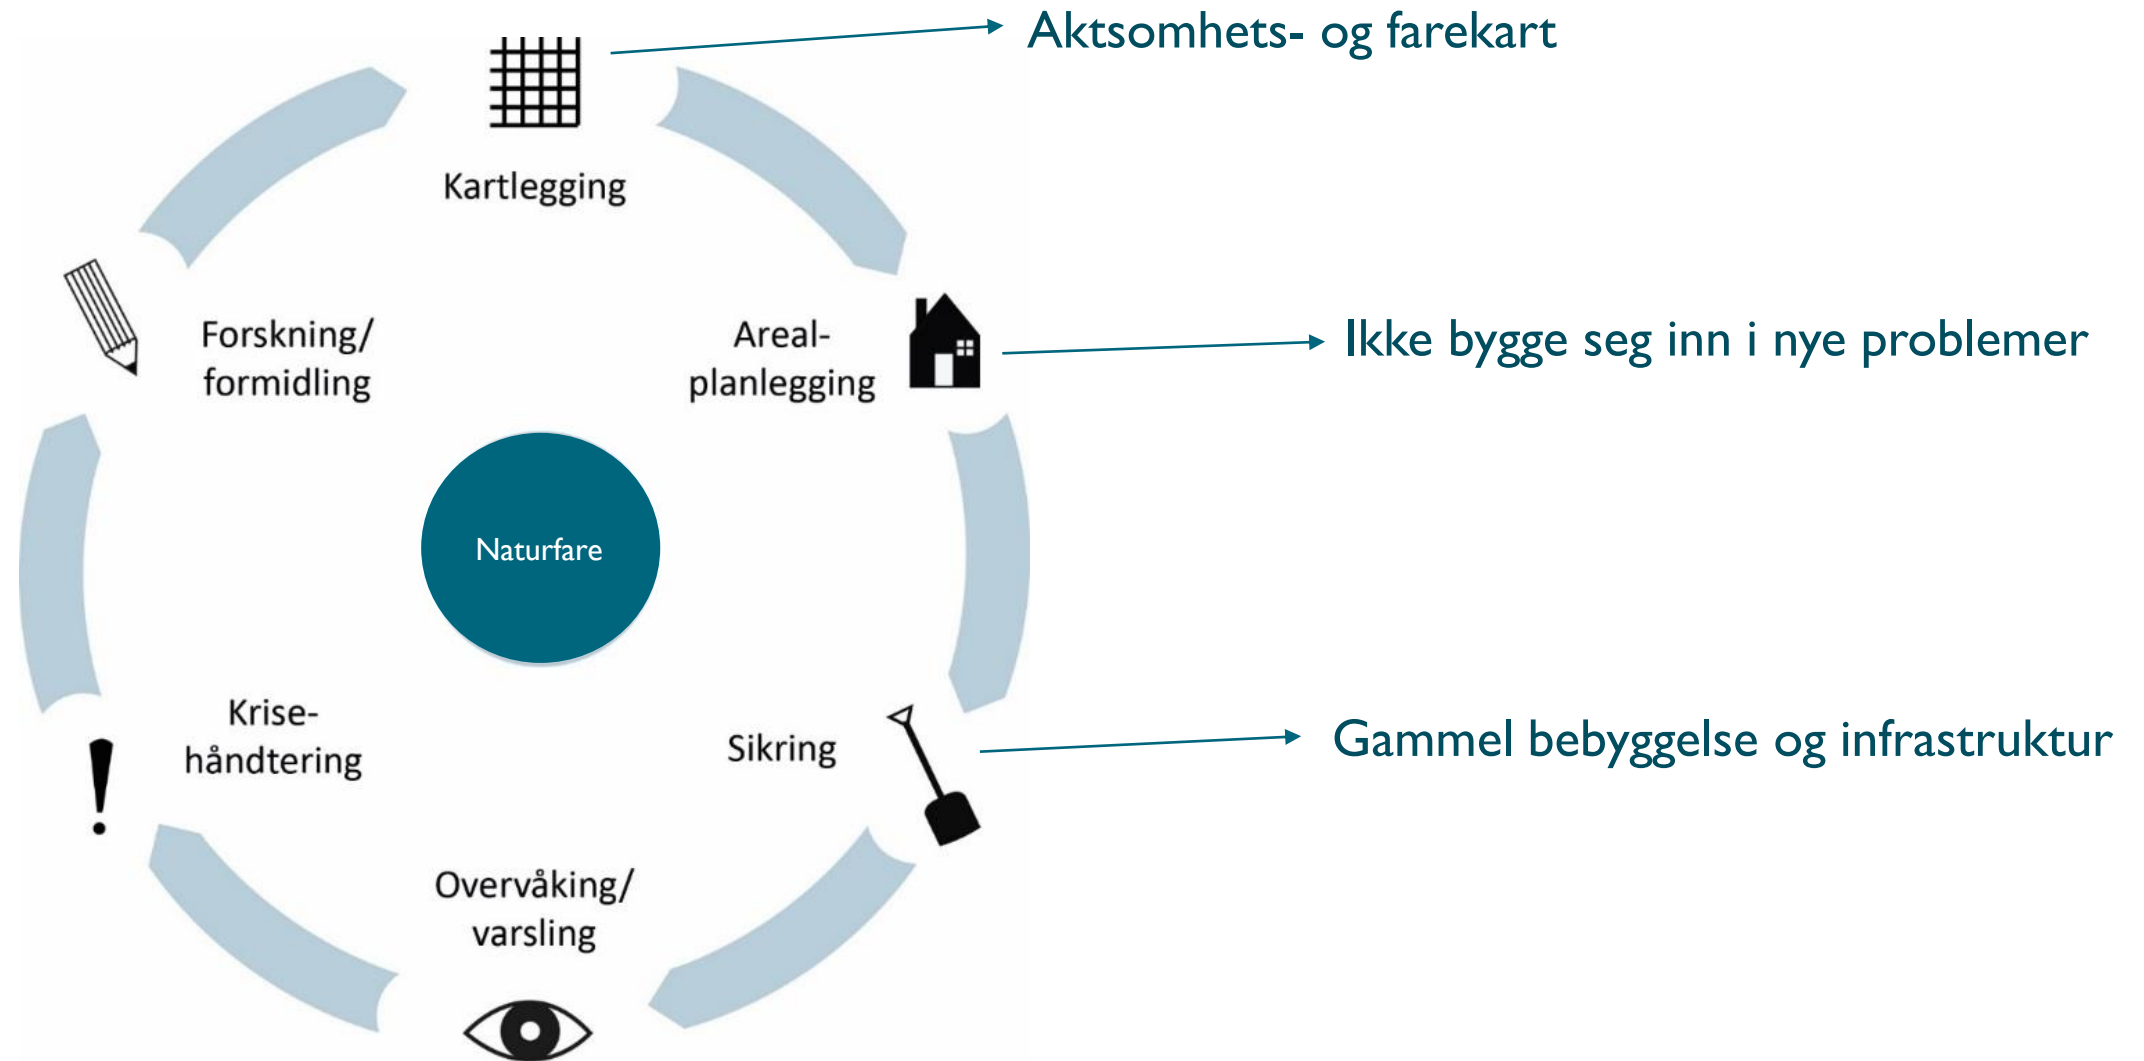 Aktsomhets- og farekart
Kartlegging
Areal-
planlegging
Ikke bygge seg inn i nye problemer
Forskning/
formidling
Naturfare
Sikring
Gammel bebyggelse og infrastruktur
Krise-
håndtering
Overvåking/
varsling